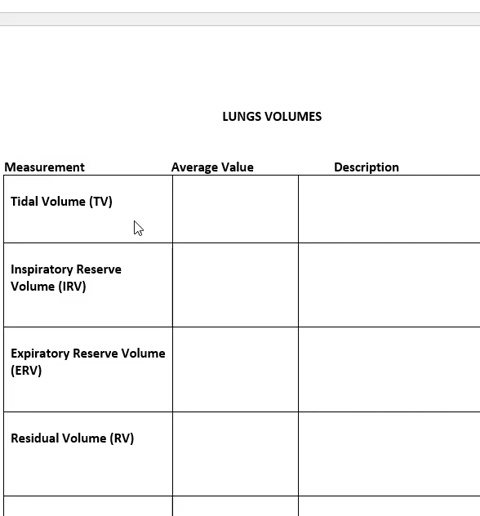 LUNGS VOLUMES
Measurement Average Value Description
Tidal Volume (TV)
Inspiratory Reserve
Volume (IRV)
Expiratory Reserve Volume
(ERV)
Residual Volume (RV)